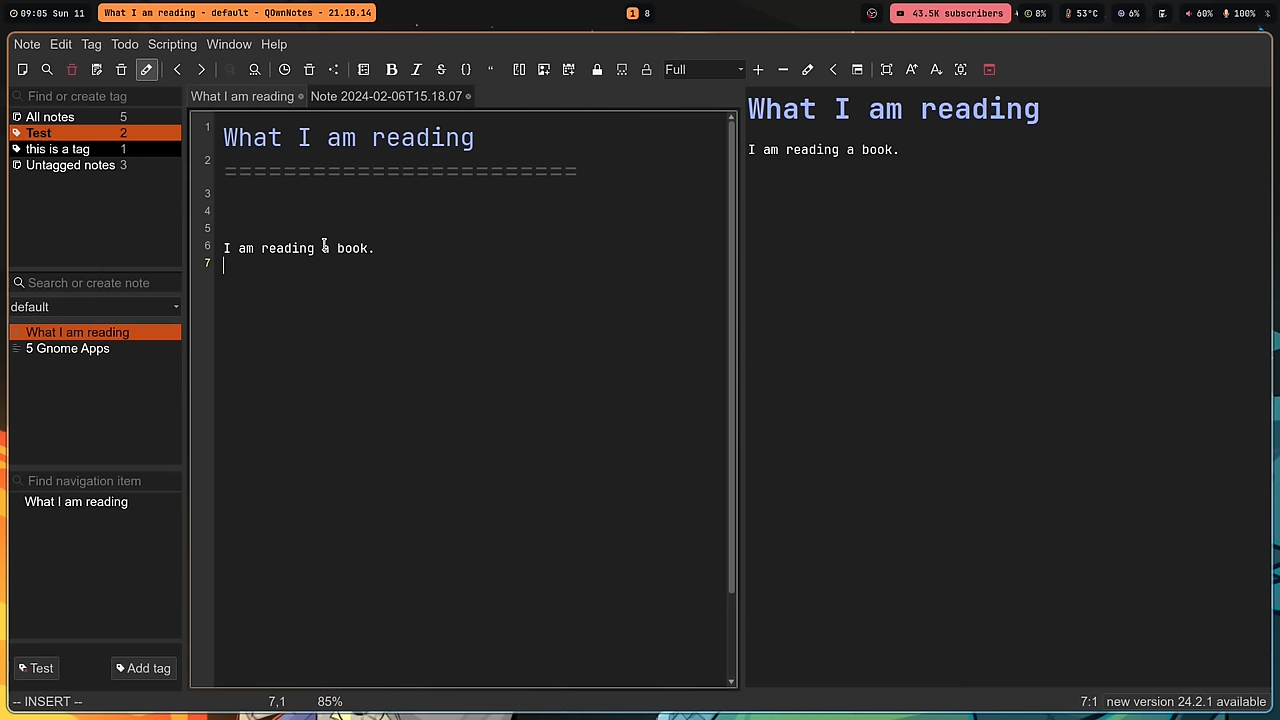 09:05 Sun 11
What I am reading - default - QOwnNotes - 21.10.14
1 8
43.5K subscribers
8%
53°C
6%
60%
100%
Note Edit Tag Todo Scripting Window Help
B I S {} “ Full
Find or create tag
All notes 5
Test 2
this is a tag 1
Untagged notes 3
Search or create note
default
What I am reading
5 Gnome Apps
Find navigation item
What I am reading
Test
Add tag
What I am reading
Note 2024-02-06T15.18.07
1 What I am reading
2 ========================
3
4
5
6 I am reading a book.
7
What I am reading
I am reading a book.
-- INSERT -- 7,1 85% 7:1 new version 24.2.1 available